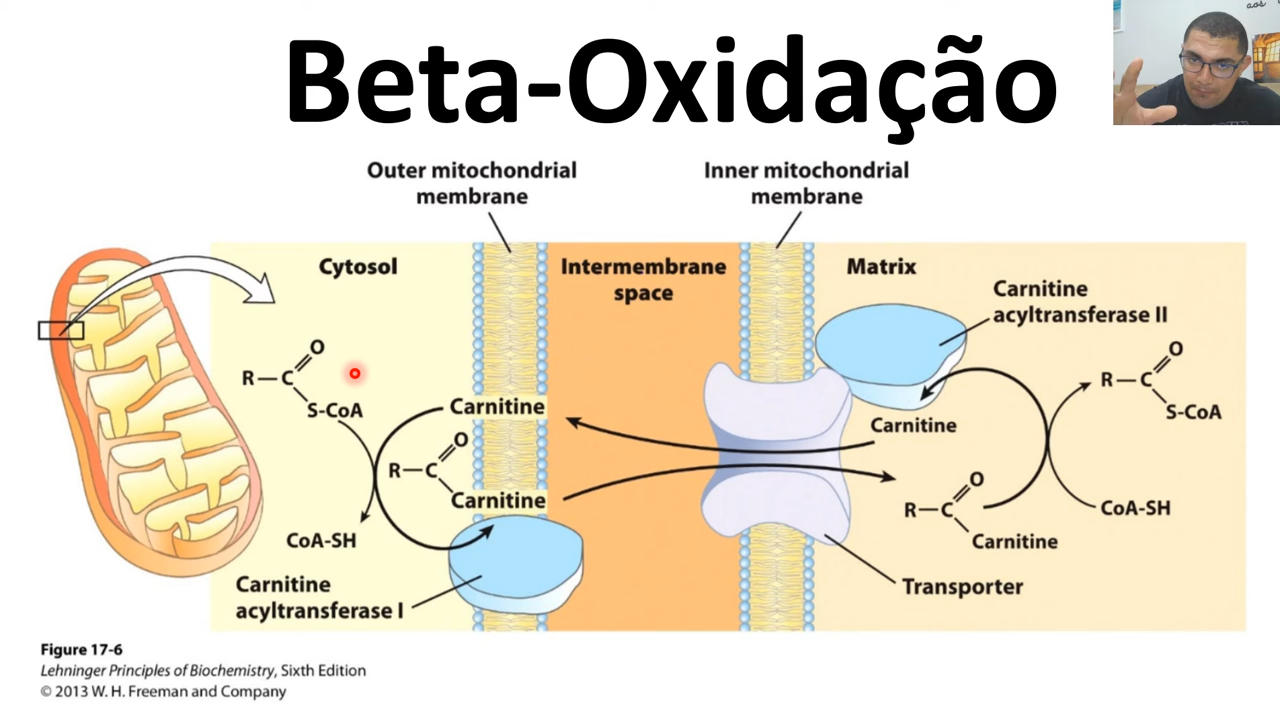 Beta-Oxidação
aos
Outer mitochondrial
membrane
Inner mitochondrial
membrane
Cytosol
Intermembrane
space
Matrix
Carnitine
acyltransferase II
O
R—C
S-CoA
Carnitine
O
R—C
Carnitine
CoA-SH
Carnitine
acyltransferase I
Carnitine
O
R—C
S-CoA
O
R—C
Carnitine
CoA-SH
Transporter
Figure 17-6
Lehninger Principles of Biochemistry, Sixth Edition
© 2013 W. H. Freeman and Company